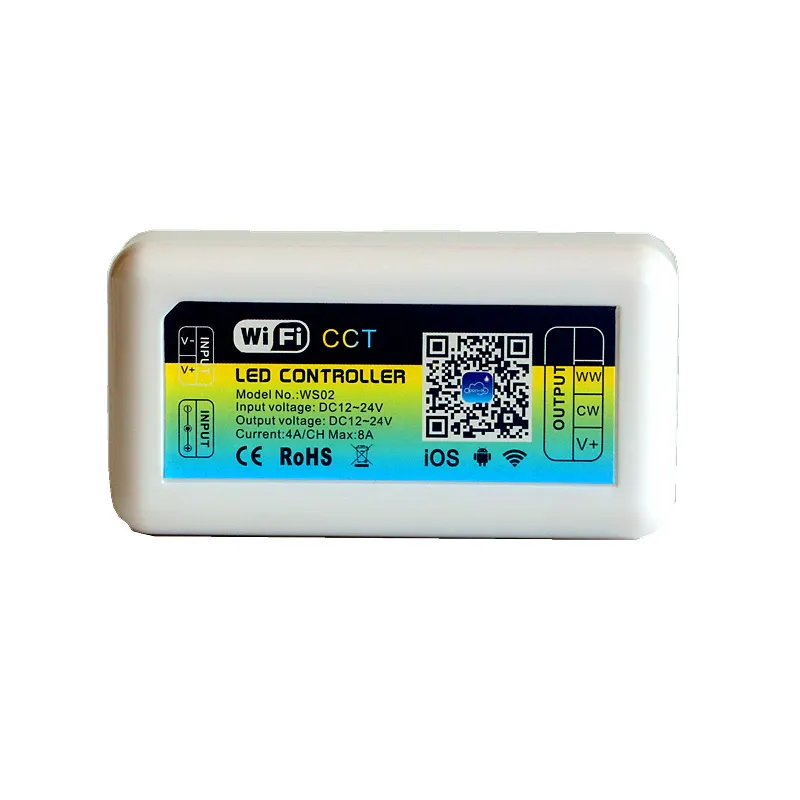 WiFi CCT
LED CONTROLLER
Model No.:WS02
Input voltage: DC12~24V
Output voltage: DC12~24V
Current:4A/CH Max:8A
CE RoHS
iOS
V-
V+
INPUT
INPUT
OUTPUT
WW
CW
V+